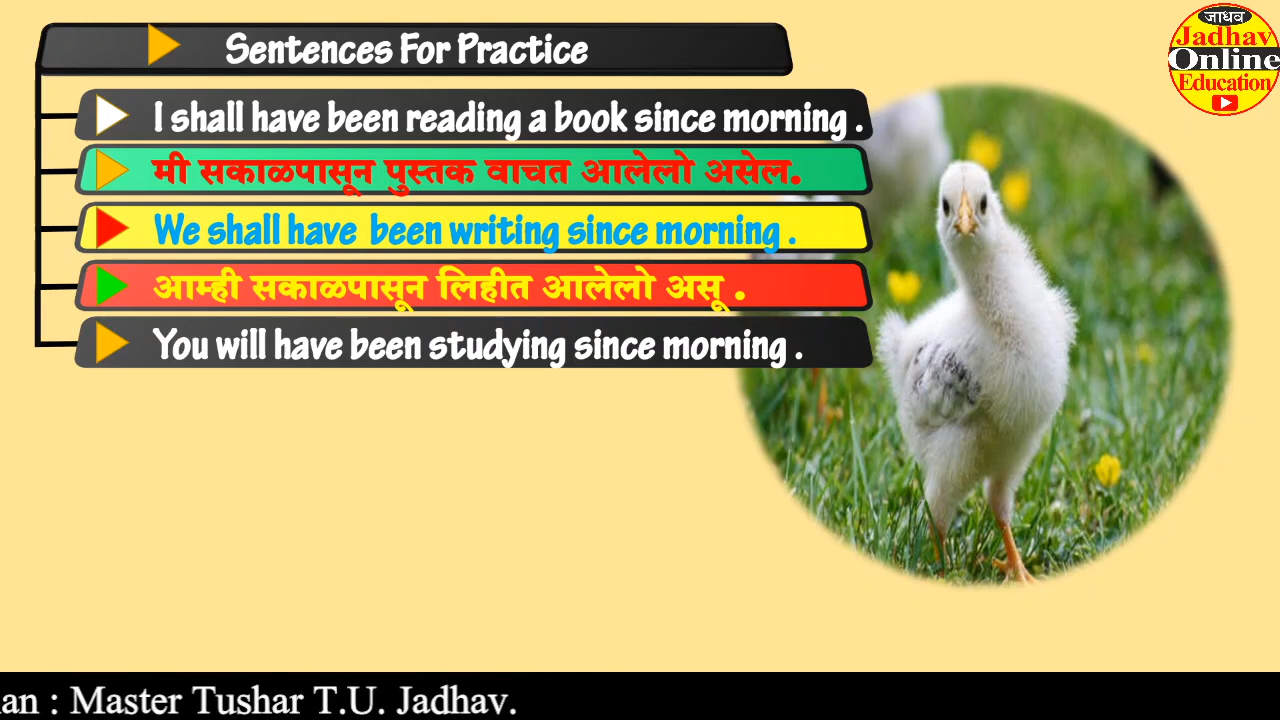 Sentences For Practice
I shall have been reading a book since morning .
मी सकाळपासून पुस्तक वाचत आलेलो असेल.
We shall have been writing since morning .
आम्ही सकाळपासून लिहीत आलेलो असू .
You will have been studying since morning .
जाधव
Jadhav
Online
Education
an : Master Tushar T.U. Jadhav.